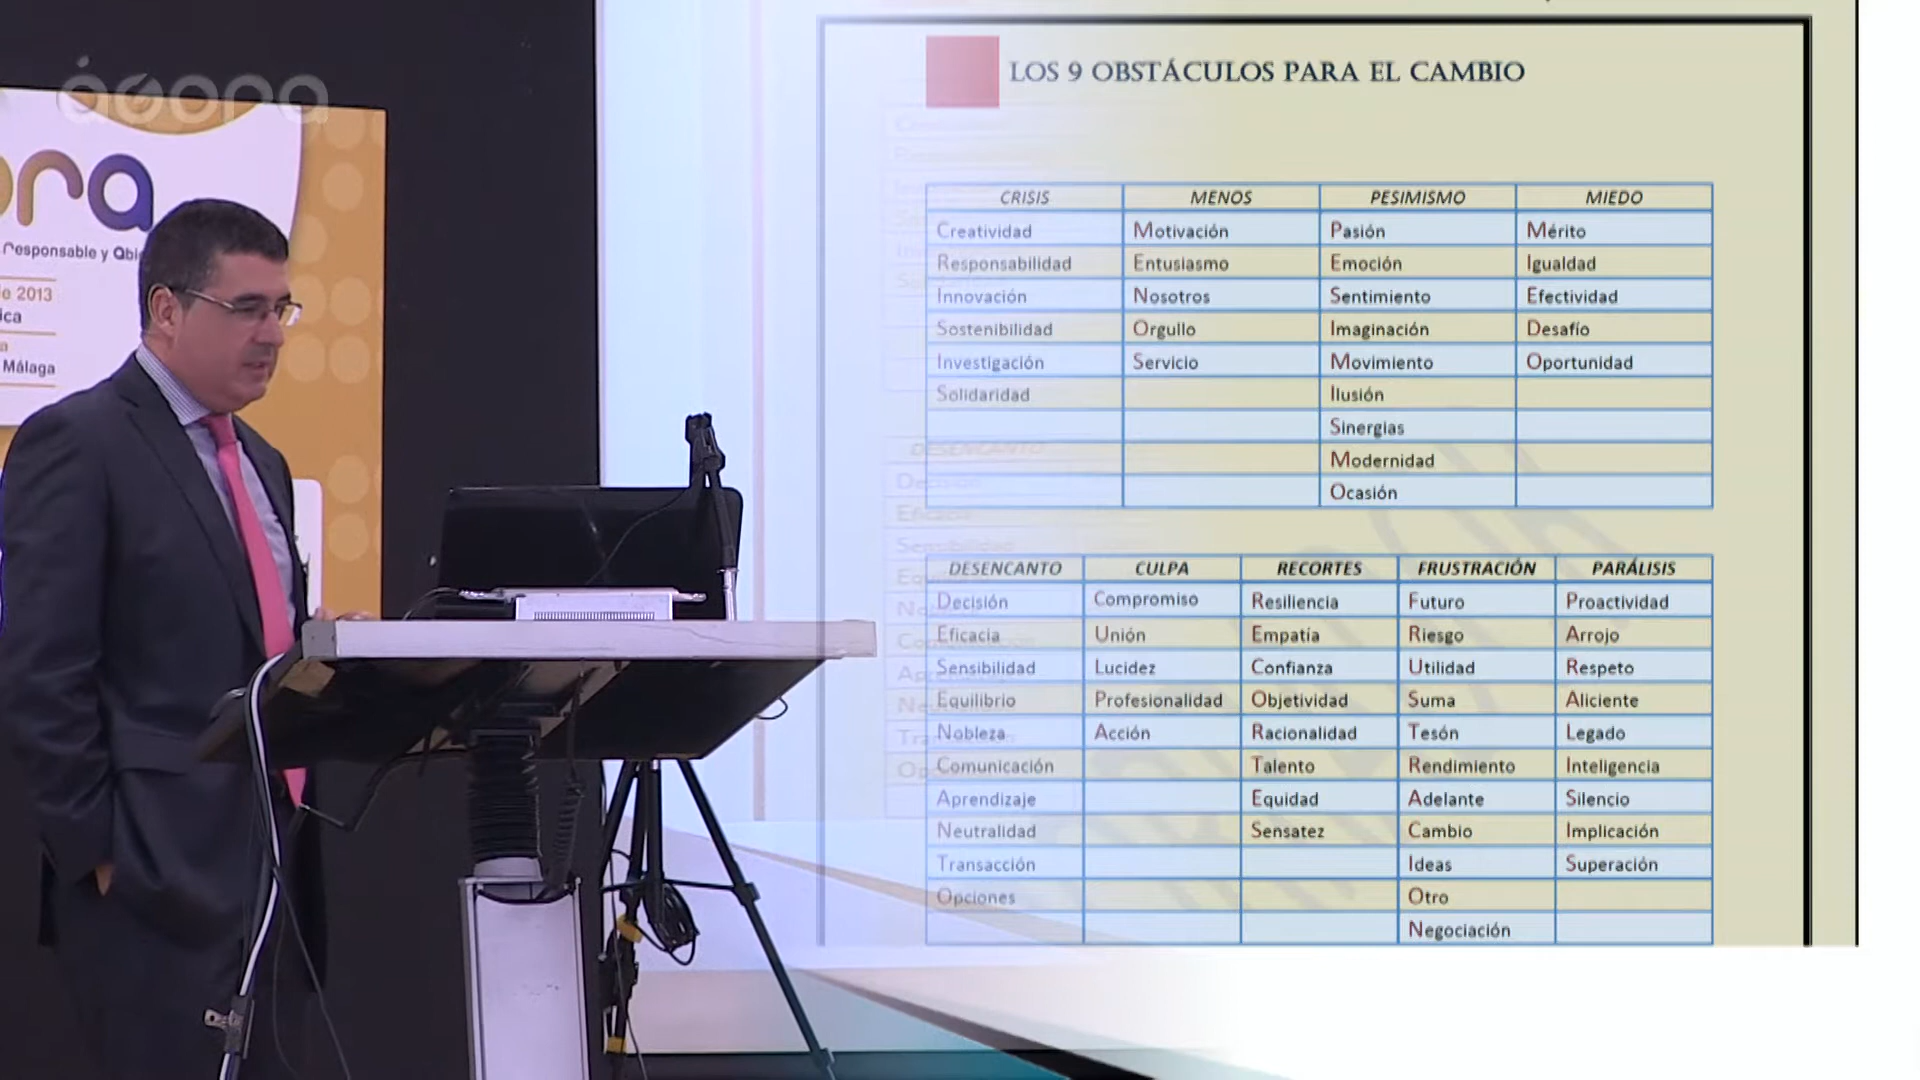 ágora
ora
Responsable y
e 2013
ica
a
Málaga
LOS 9 OBSTÁCULOS PARA EL CAMBIO
CRISIS MENOS PESIMISMO MIEDO
Creatividad Motivación Pasión Mérito
Responsabilidad Entusiasmo Emoción Igualdad
Innovación Nosotros Sentimiento Efectividad
Sostenibilidad Orgullo Imaginación Desafío
Investigación Servicio Movimiento Oportunidad
Solidaridad Ilusión
Sinergias
Modernidad
Ocasión
DESENCANTO CULPA RECORTES FRUSTRACIÓN PARÁLISIS
Decisión Compromiso Resiliencia Futuro Proactividad
Eficacia Unión Empatía Riesgo Arrojo
Sensibilidad Lucidez Confianza Utilidad Respeto
Equilibrio Profesionalidad Objetividad Suma Aliciente
Nobleza Acción Racionalidad Tesón Legado
Comunicación Talento Rendimiento Inteligencia
Aprendizaje Equidad Adelante Silencio
Neutralidad Sensatez Cambio Implicación
Transacción Ideas Superación
Opciones Otro
Negociación